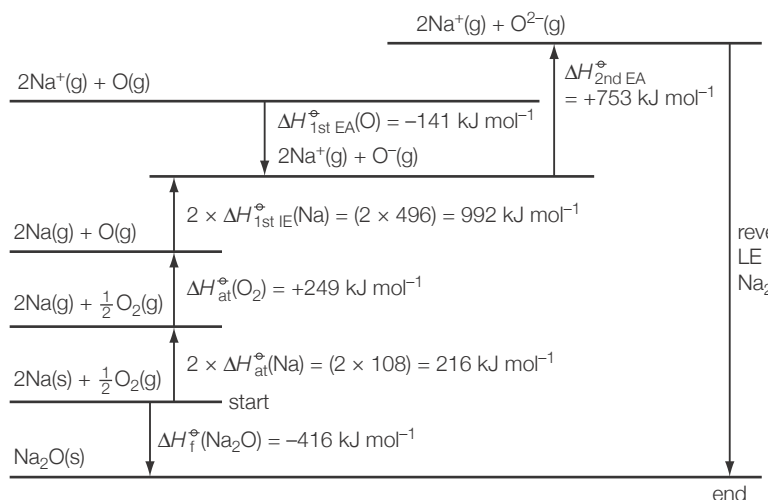 2Na⁺(g) + O²⁻(g)
2Na⁺(g) + O(g)
ΔH⦵2nd EA
= +753 kJ mol⁻¹
ΔH⦵1st EA(O) = –141 kJ mol⁻¹
2Na⁺(g) + O⁻(g)
2 × ΔH⦵1st IE(Na) = (2 × 496) = 992 kJ mol⁻¹
2Na(g) + O(g)
ΔH⦵at(O₂) = +249 kJ mol⁻¹
2Na(g) + ½O₂(g)
2 × ΔH⦵at(Na) = (2 × 108) = 216 kJ mol⁻¹
2Na(s) + ½O₂(g)
start
ΔH⦵f(Na₂O) = –416 kJ mol⁻¹
Na₂O(s)
LE
end